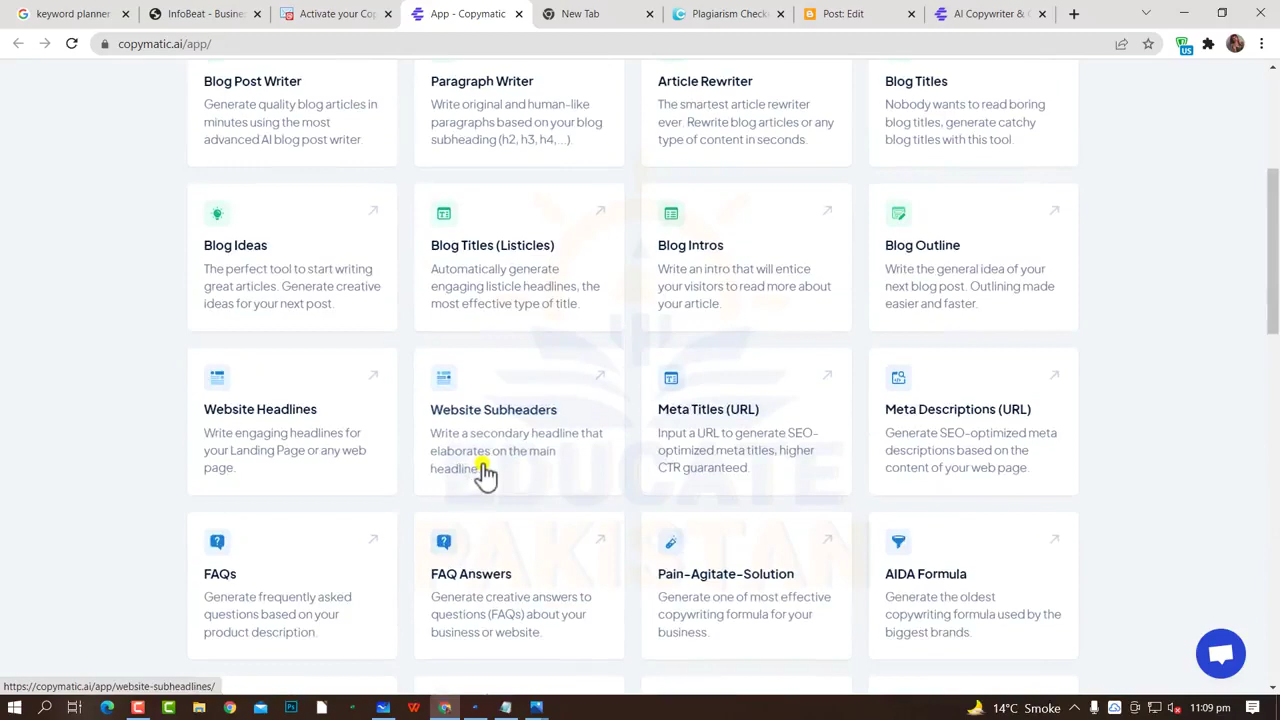 keyword planner
InfoBeat - Busine
Activate your Cop
App - Copymatic
New Tab
Plagiarism Check
Post: Edit
AI Copywriter & C
copymatic.ai/app/
US
Blog Post Writer
Generate quality blog articles in
minutes using the most
advanced AI blog post writer.
Paragraph Writer
Write original and human-like
paragraphs based on your blog
subheading (h2, h3, h4, ...).
Article Rewriter
The smartest article rewriter
ever. Rewrite blog articles or any
type of content in seconds.
Blog Titles
Nobody wants to read boring
blog titles, generate catchy
blog titles with this tool.
Blog Ideas
The perfect tool to start writing
great articles. Generate creative
ideas for your next post.
Blog Titles (Listicles)
Automatically generate
engaging listicle headlines, the
most effective type of title.
Blog Intros
Write an intro that will entice
your visitors to read more about
your article.
Blog Outline
Write the general idea of your
next blog post. Outlining made
easier and faster.
Website Headlines
Write engaging headlines for
your Landing Page or any web
page.
Website Subheaders
Write a secondary headline that
elaborates on the main
headline
Meta Titles (URL)
Input a URL to generate SEO-
optimized meta titles, higher
CTR guaranteed.
Meta Descriptions (URL)
Generate SEO-optimized meta
descriptions based on the
content of your web page.
EDUCATE
PAKISTAN
FAQs
Generate frequently asked
questions based on your
product description.
FAQ Answers
Generate creative answers to
questions (FAQs) about your
business or website.
Pain-Agitate-Solution
Generate one of most effective
copywriting formula for your
business.
AIDA Formula
Generate the oldest
copywriting formula used by the
biggest brands.
https://copymatic.ai/app/website-subheadlines/
14°C Smoke
11:09 pm